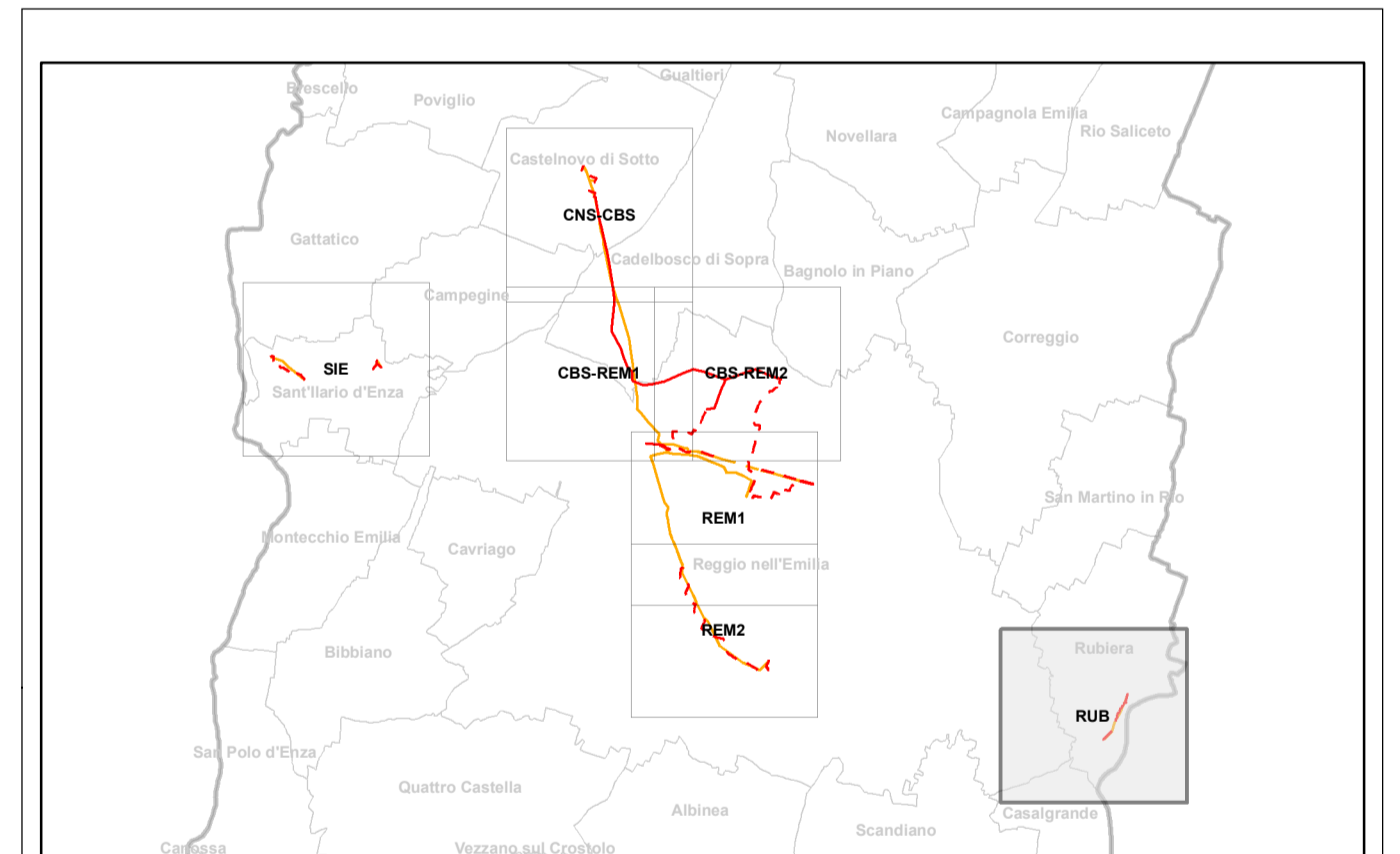 Gualtieri
Brescello
Poviglio
Campagnola Emilia
Novellara
Rio Saliceto
Castelnovo di Sotto
CNS-CBS
Gattatico
Cadelbosco di Sopra
Bagnolo in Piano
Campegine
Correggio
SIE
CBS-REM1
CBS-REM2
Sant'Ilario d'Enza
San Martino in Rio
REM1
Montecchio Emilia
Cavriago
Reggio nell'Emilia
REM2
Bibbiano
Rubiera
RUB
San Polo d'Enza
Quattro Castella
Albinea
Casalgrande
Scandiano
Canossa
Vezzano sul Crostolo